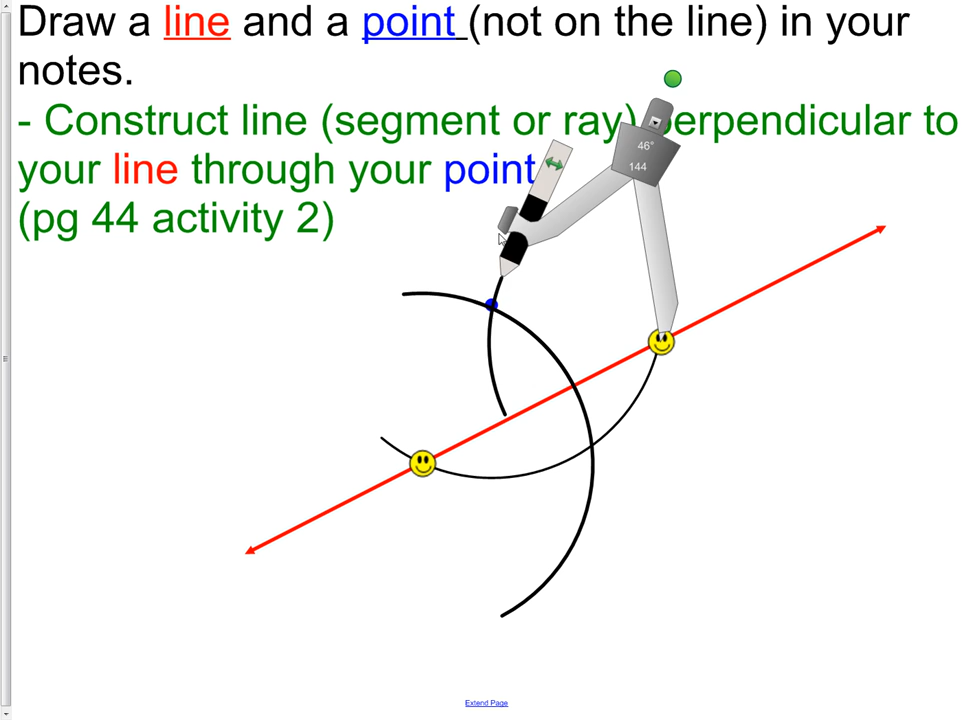 Draw a line and a point (not on the line) in your
notes.
- Construct line (segment or ray) perpendicular to
your line through your point
(pg 44 activity 2)
46°
144
Extend Page